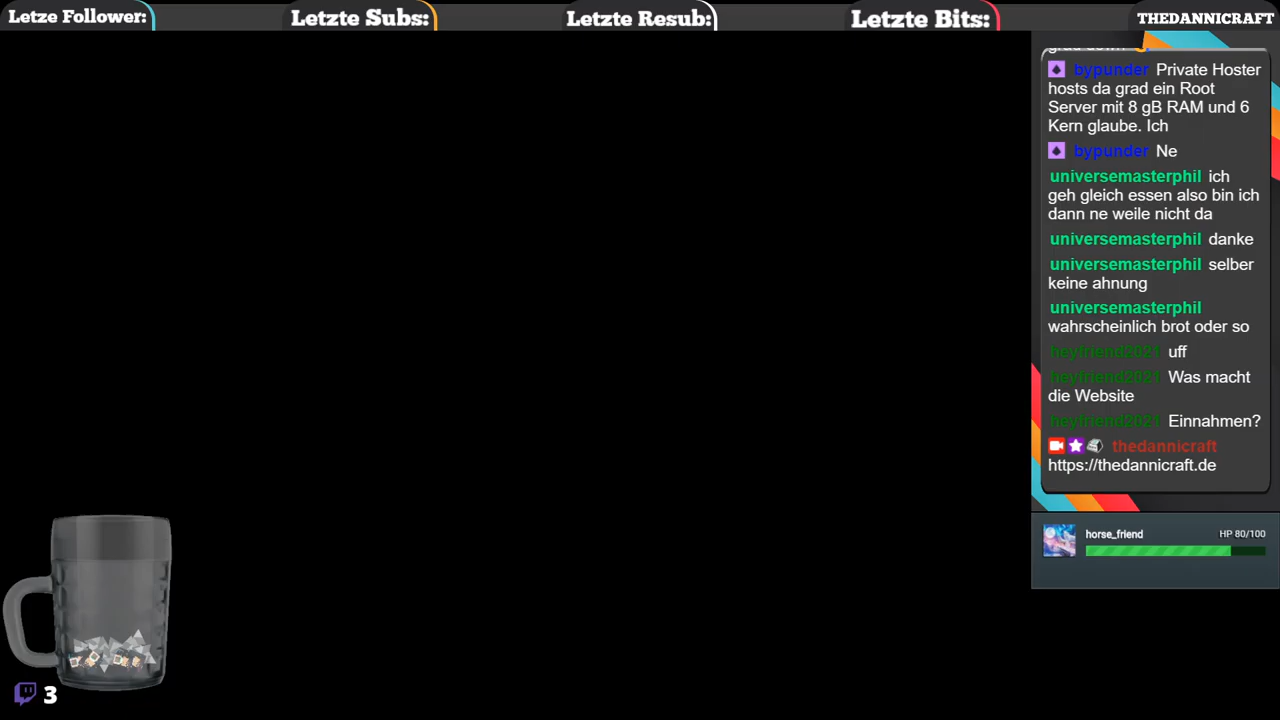 Letze Follower:
Letzte Subs:
Letzte Resub:
Letzte Bits:
THEDANNICRAFT
bypunder Private Hoster
hosts da grad ein Root
Server mit 8 gB RAM und 6
Kern glaube. Ich
bypunder Ne
universemasterphil ich
geh gleich essen also bin ich
dann ne weile nicht da
universemasterphil danke
universemasterphil selber
keine ahnung
universemasterphil
wahrscheinlich brot oder so
heyfriend2021 uff
heyfriend2021 Was macht
die Website
heyfriend2021 Einnahmen?
thedannicraft
https://thedannicraft.de
horse_friend
HP 80/100
3